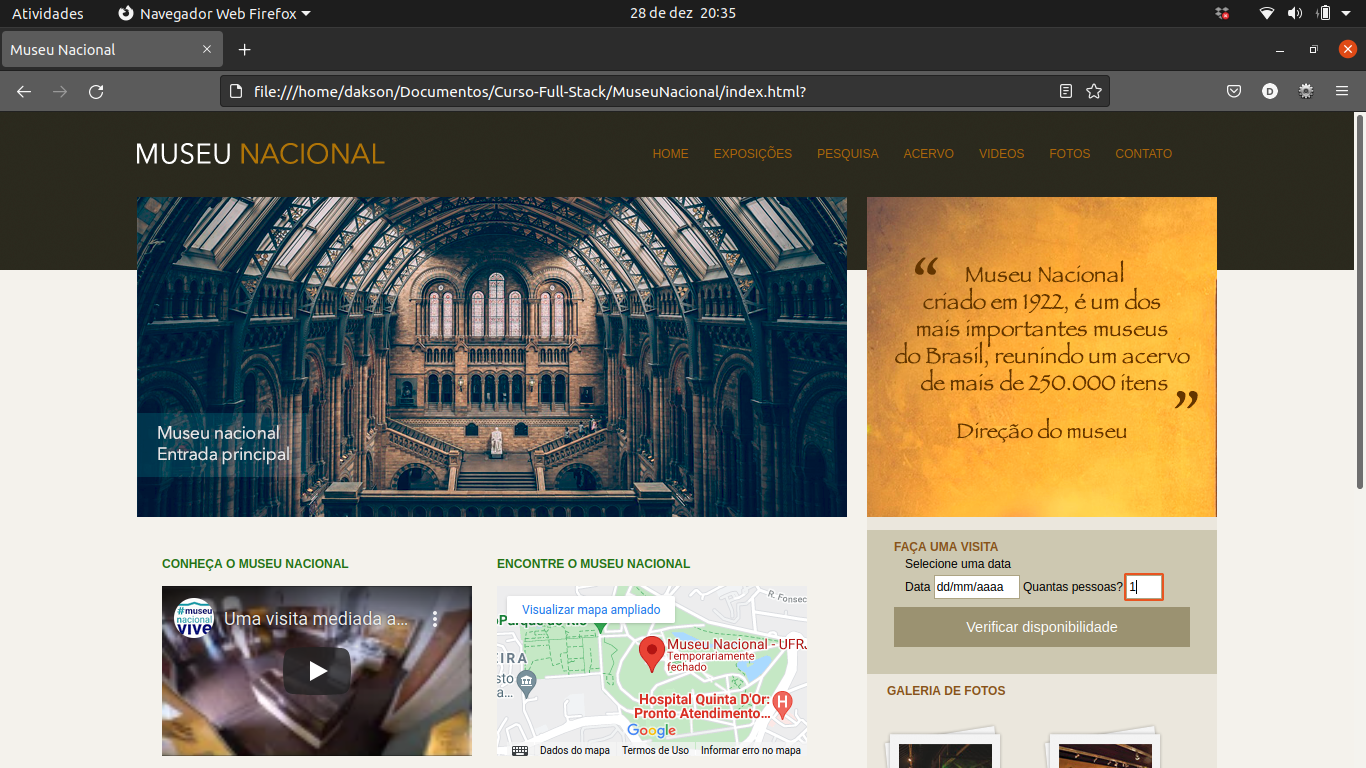 Atividades
Navegador Web Firefox
28 de dez 20:35
Museu Nacional
file:///home/dakson/Documentos/Curso-Full-Stack/MuseuNacional/index.html?
D
MUSEU NACIONAL
HOME EXPOSIÇÕES PESQUISA ACERVO VIDEOS FOTOS CONTATO
Museu nacional
Entrada principal
“ Museu Nacional
criado em 1922, é um dos
mais importantes museus
do Brasil, reunindo um acervo
de mais de 250.000 itens ”
Direção do museu
CONHEÇA O MUSEU NACIONAL
#museu
nacional
vive
Uma visita mediada a...
ENCONTRE O MUSEU NACIONAL
Visualizar mapa ampliado
R. Fonsec
Parque do
EIRA
sto
a...
Museu Nacional - UFRJ
Temporariamente
fechado
Hospital Quinta D'Or:
Pronto Atendimento...
H
Google
Dados do mapa Termos de Uso Informar erro no mapa
FAÇA UMA VISITA
Selecione uma data
Data dd/mm/aaaa Quantas pessoas? 1
Verificar disponibilidade
GALERIA DE FOTOS